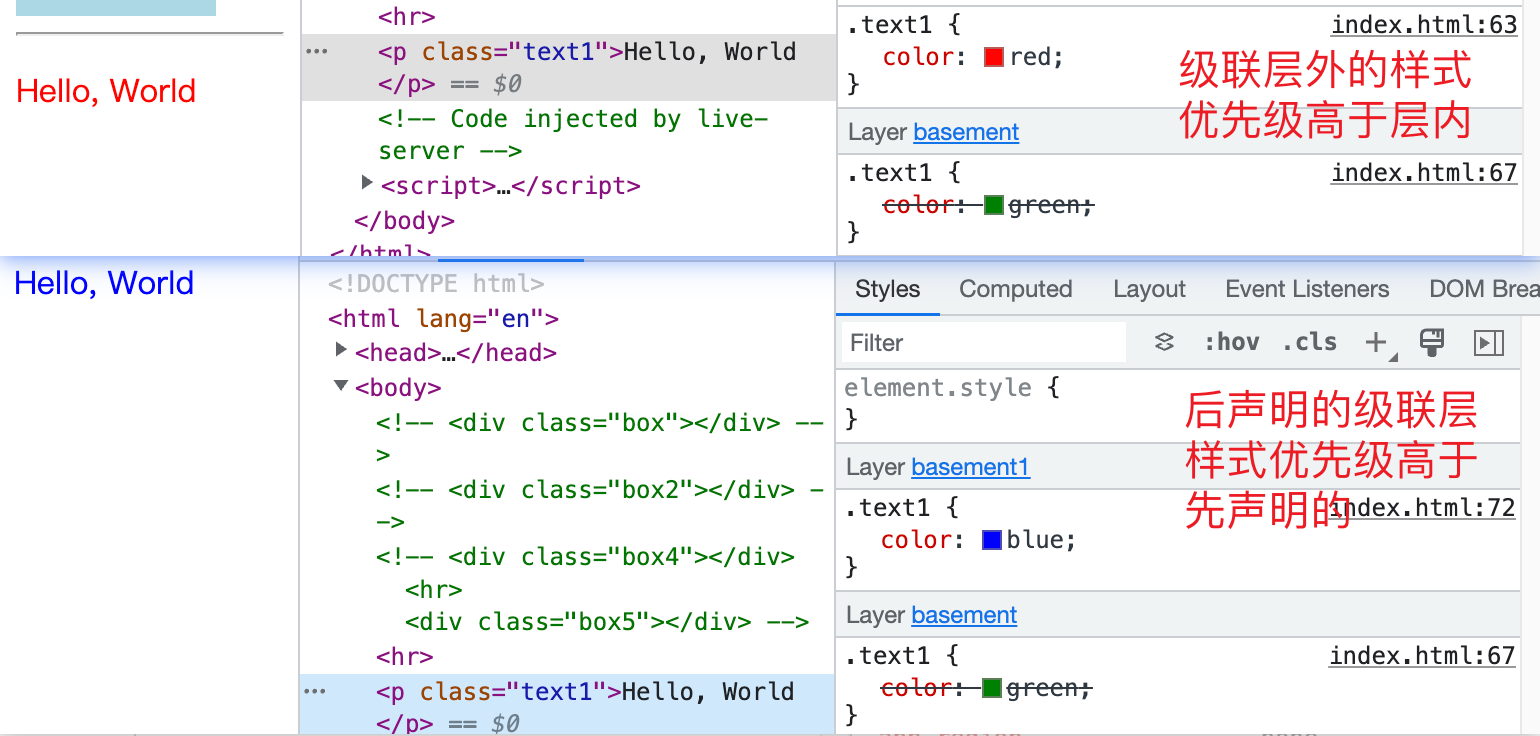 <hr>
.text1 {
index.html:63
Hello, World
··· <p class="text1">Hello, World
</p> == $0
color: red;
}
级联层外的样式
优先级高于层内
<!-- Code injected by live-
server -->
Layer basement
<script>…</script>
.text1 {
index.html:67
color: green;
}
</body>
</html>
Hello, World
<!DOCTYPE html>
<html lang="en">
<head>…</head>
<body>
<!-- <div class="box"></div> --
>
<!-- <div class="box2"></div> -
->
<!-- <div class="box4"></div>
<hr>
<div class="box5"></div> -->
<hr>
··· <p class="text1">Hello, World
</p> == $0
Styles Computed Layout Event Listeners DOM Brea
Filter :hov .cls +
element.style {
}
后声明的级联层
样式优先级高于
先声明的
Layer basement1
.text1 {
index.html:72
color: blue;
}
Layer basement
.text1 {
index.html:67
color: green;
}